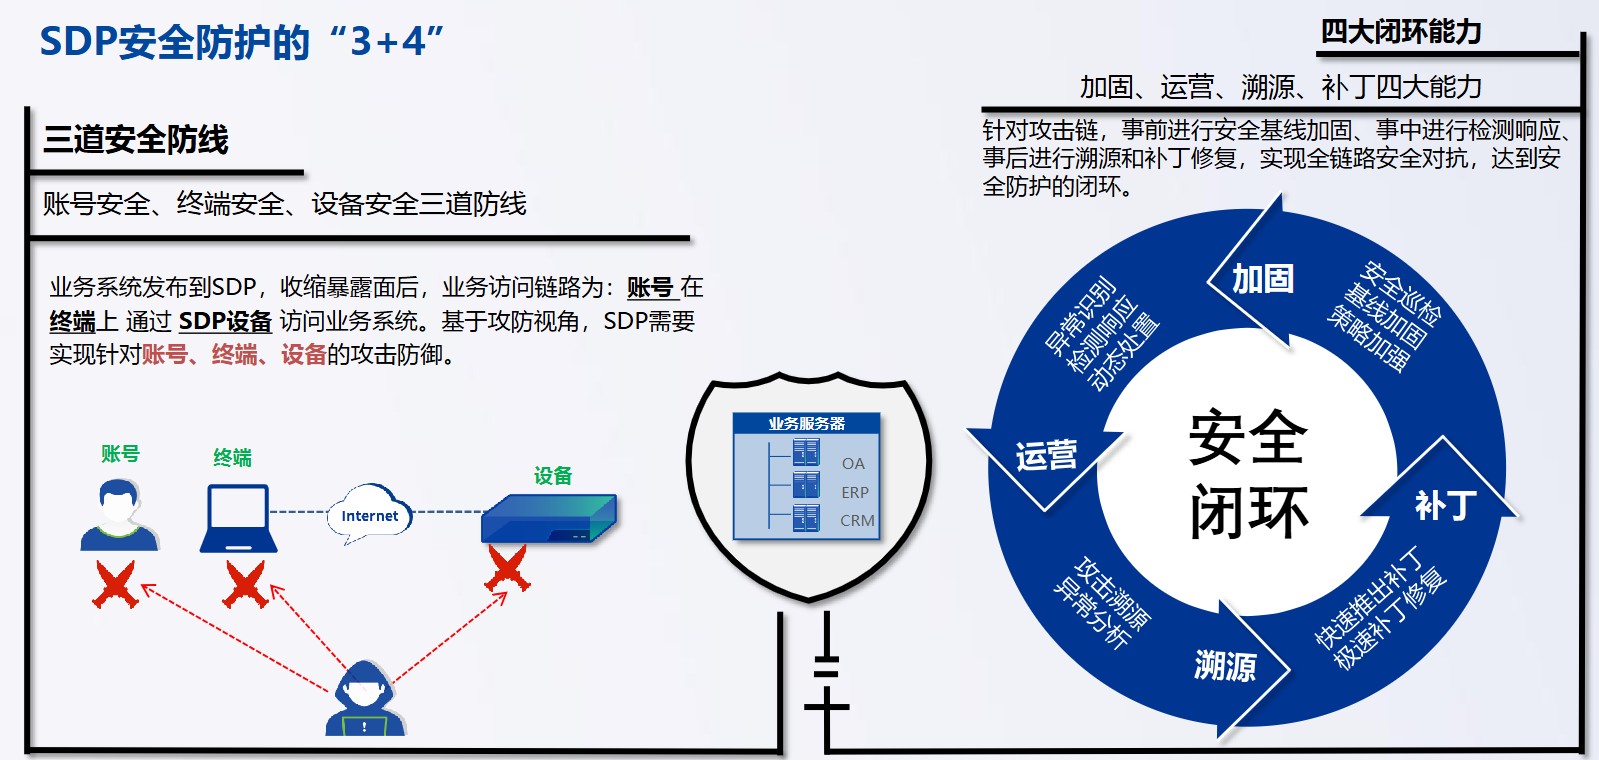 SDP安全防护的“3+4”
三道安全防线
账号安全、终端安全、设备安全三道防线
业务系统发布到SDP，收缩暴露面后，业务访问链路为：账号 在
终端上 通过 SDP设备 访问业务系统。基于攻防视角，SDP需要
实现针对账号、终端、设备的攻击防御。
账号
终端
设备
Internet
业务服务器
OA
ERP
CRM
四大闭环能力
加固、运营、溯源、补丁四大能力
针对攻击链，事前进行安全基线加固、事中进行检测响应、
事后进行溯源和补丁修复，实现全链路安全对抗，达到安
全防护的闭环。
加固
安全巡检
基线加固
策略加强
异常识别
检测响应
动态处置
运营
安全
闭环
补丁
攻击溯源
异常分析
快速推出补丁
极速补丁修复
溯源